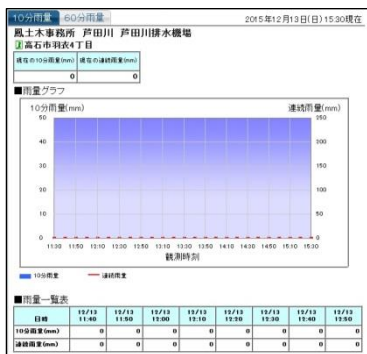 10分雨量 60分雨量 2015年12月13日(日)15:30現在
鳳土木事務所 芦田川 芦田川排水機場
高石市羽衣4丁目
現在の10分雨量(mm) 現在の連続雨量(mm)
0 0
■雨量グラフ
10分雨量(mm) 連続雨量(mm)
50 250
40 200
30 150
20 100
10 50
0 0
11:30 11:50 12:10 12:30 12:50 13:10 13:30 13:50 14:10 14:30 14:50 15:10 15:30
観測時刻
10分雨量 連続雨量
■雨量一覧表
日時 12/13 11:40 12/13 11:50 12/13 12:00 12/13 12:10 12/13 12:20 12/13 12:30 12/13 12:40 12/13 12:50
10分雨量(mm) 0 0 0 0 0 0 0 0
連続雨量(mm) 0 0 0 0 0 0 0 0